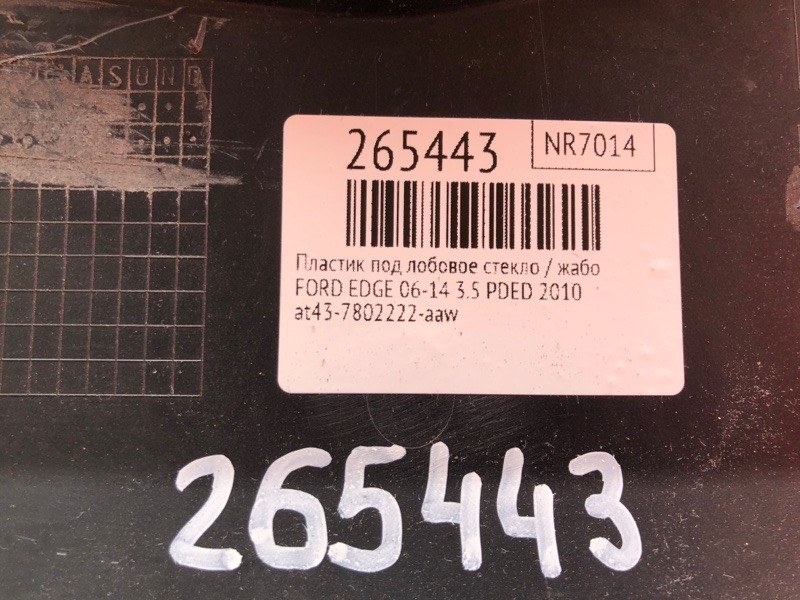 ASOND
265443
NR7014
Пластик под лобовое стекло / жабо
FORD EDGE 06-14 3.5 PDED 2010
at43-7802222-aaw
265443